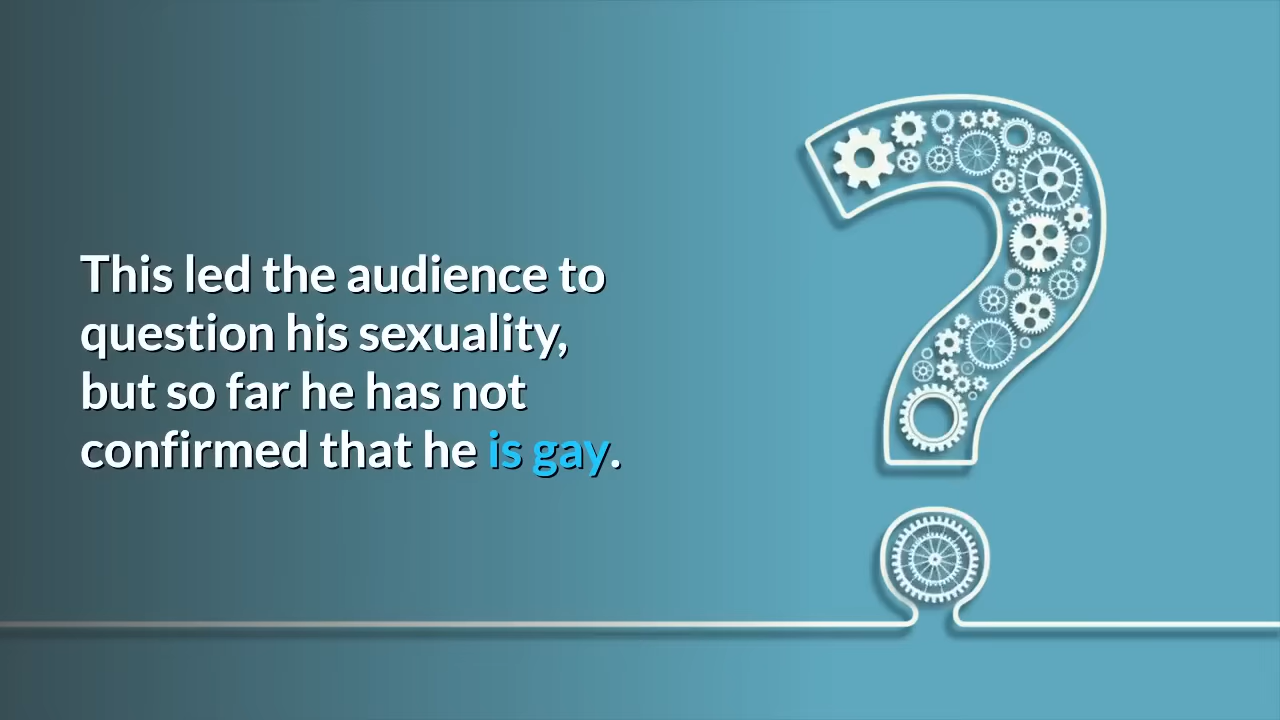 This led the audience to
question his sexuality,
but so far he has not
confirmed that he is gay.